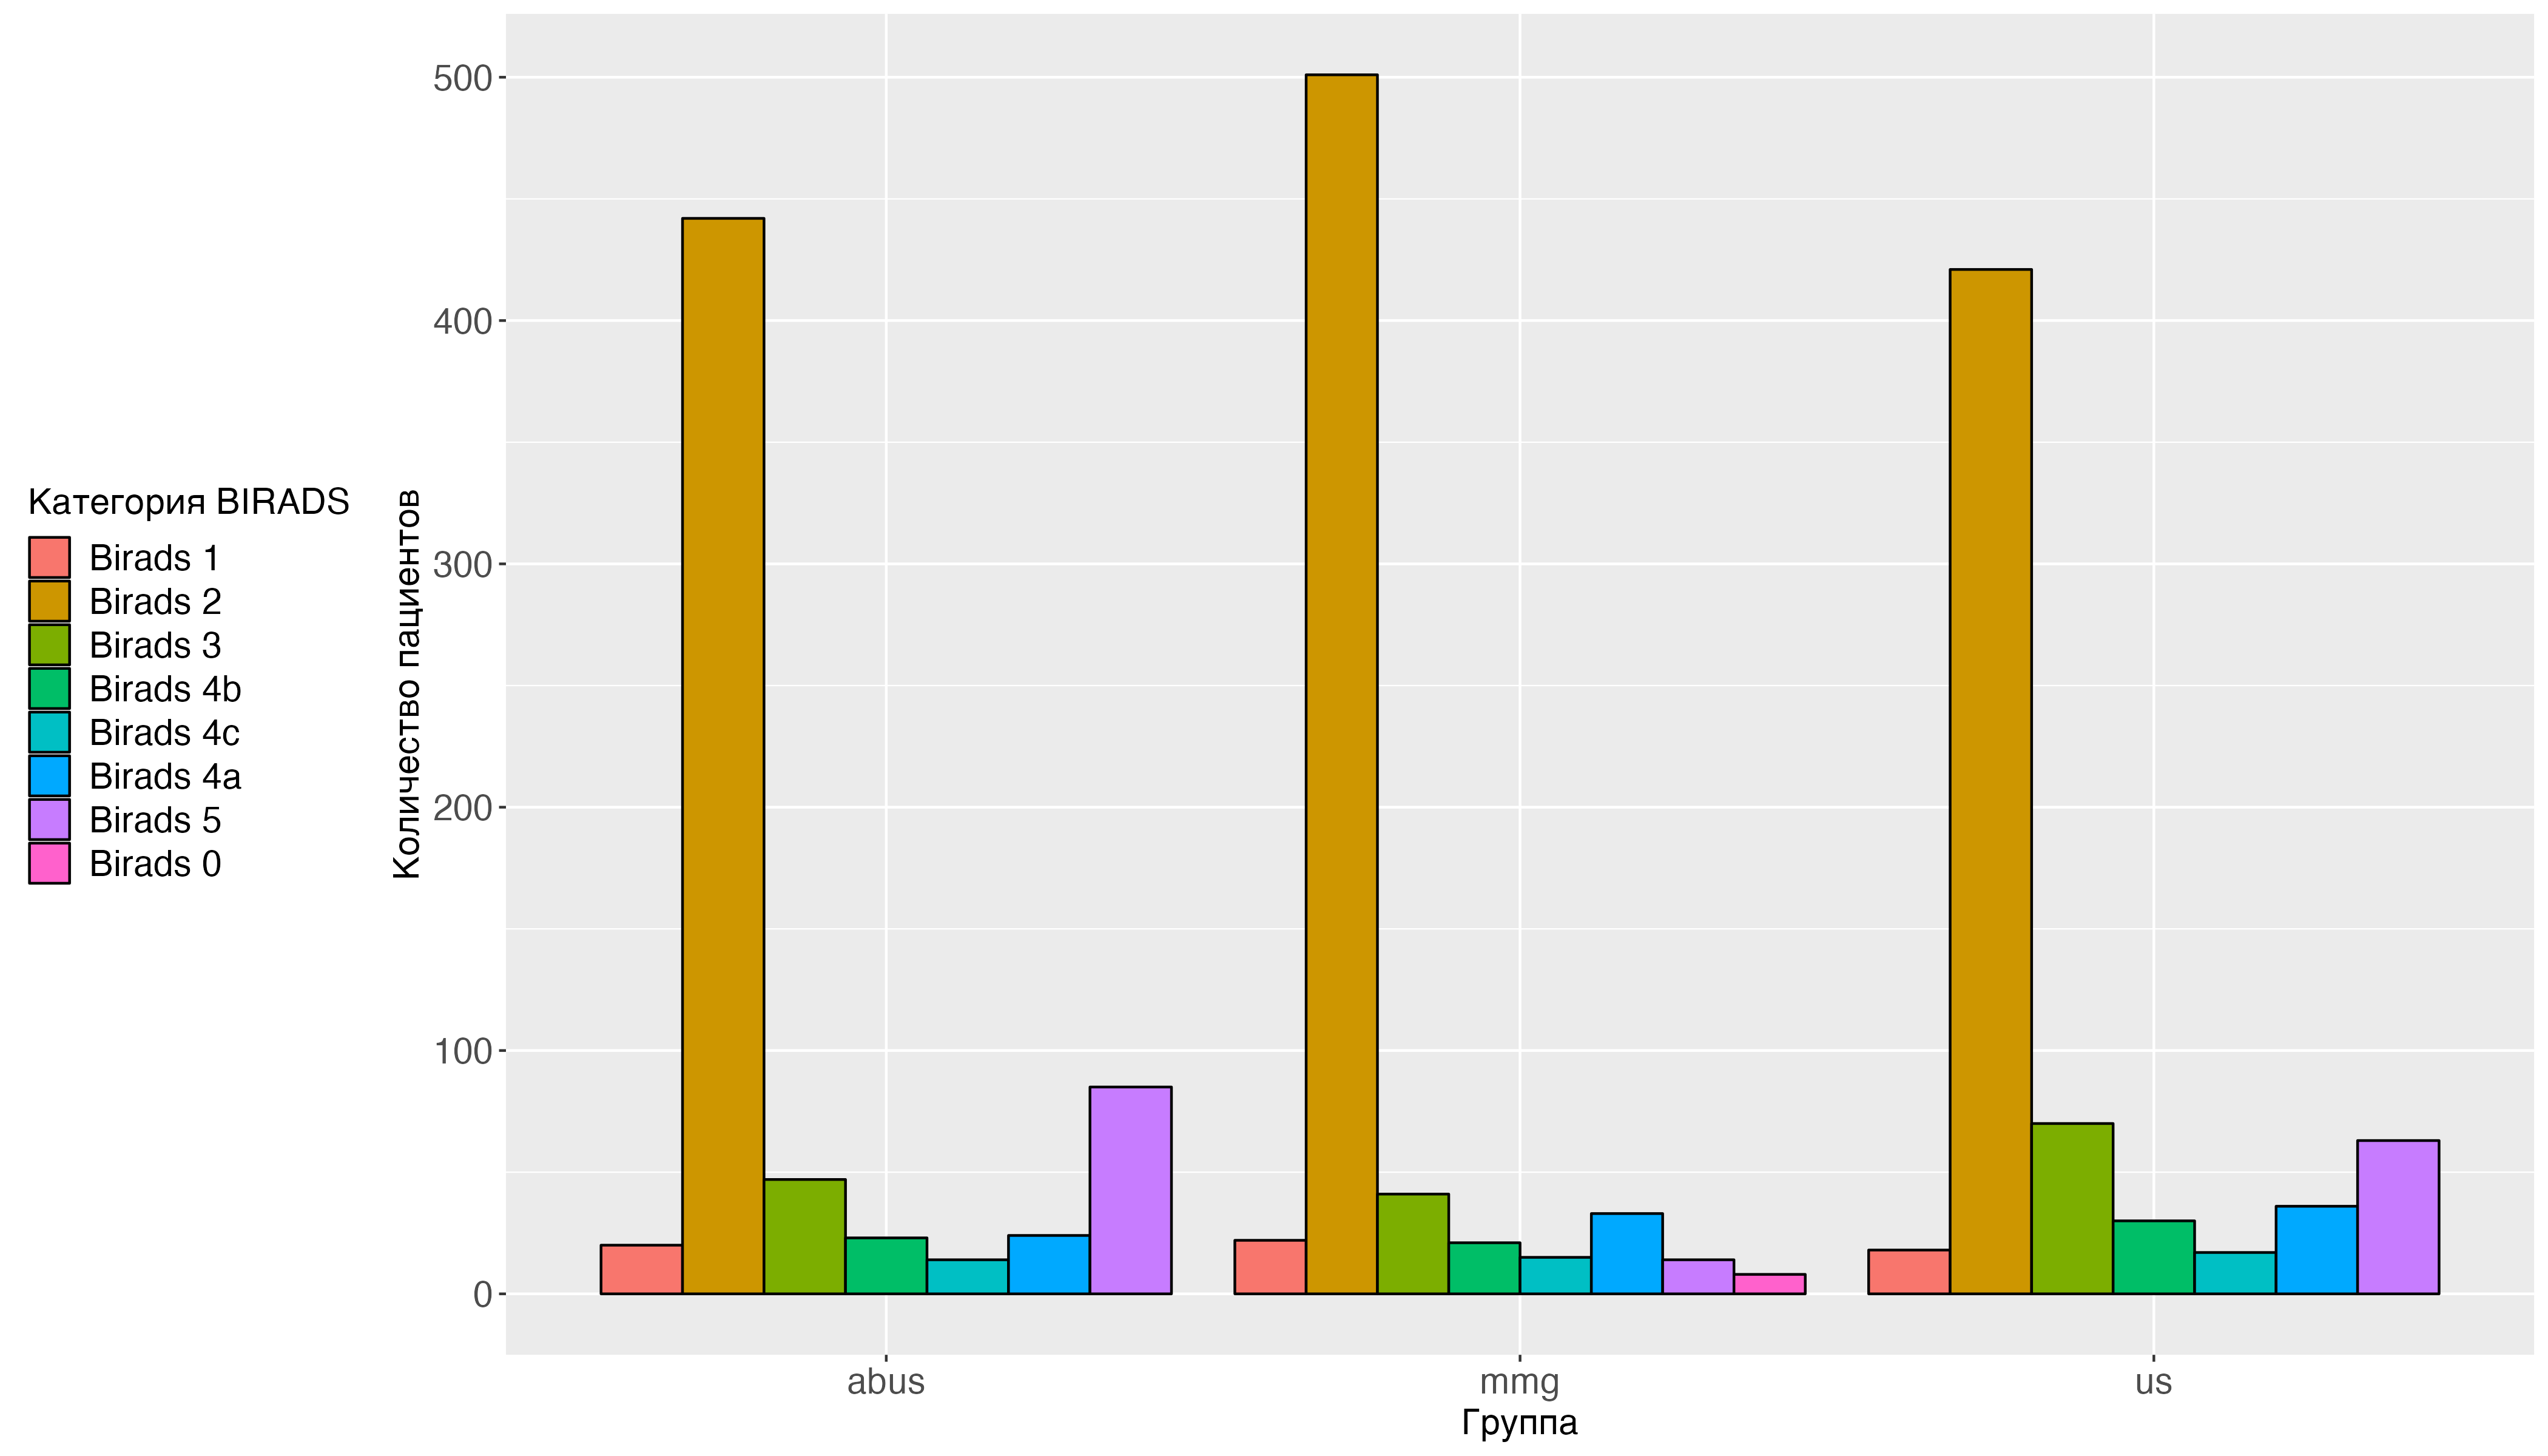 Категория BIRADS
Birads 1
Birads 2
Birads 3
Birads 4b
Birads 4c
Birads 4a
Birads 5
Birads 0
Количество пациентов
500
400
300
200
100
0
abus mmg us
Группа